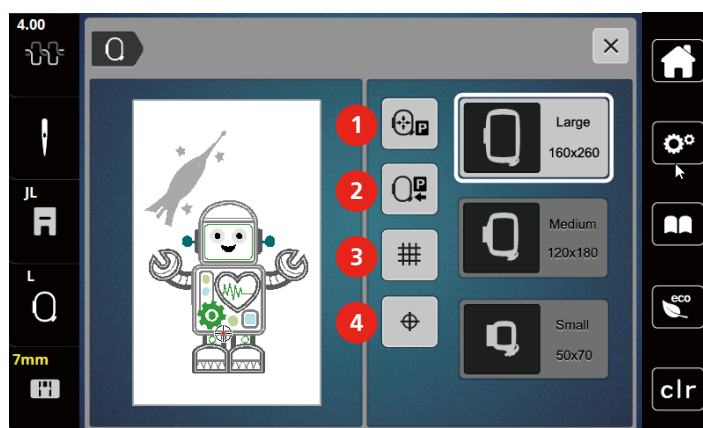 4.00
JL
L
7mm
1
P
2
P
3
4
Large
160x260
Medium
120x180
Small
50x70
eco
clr